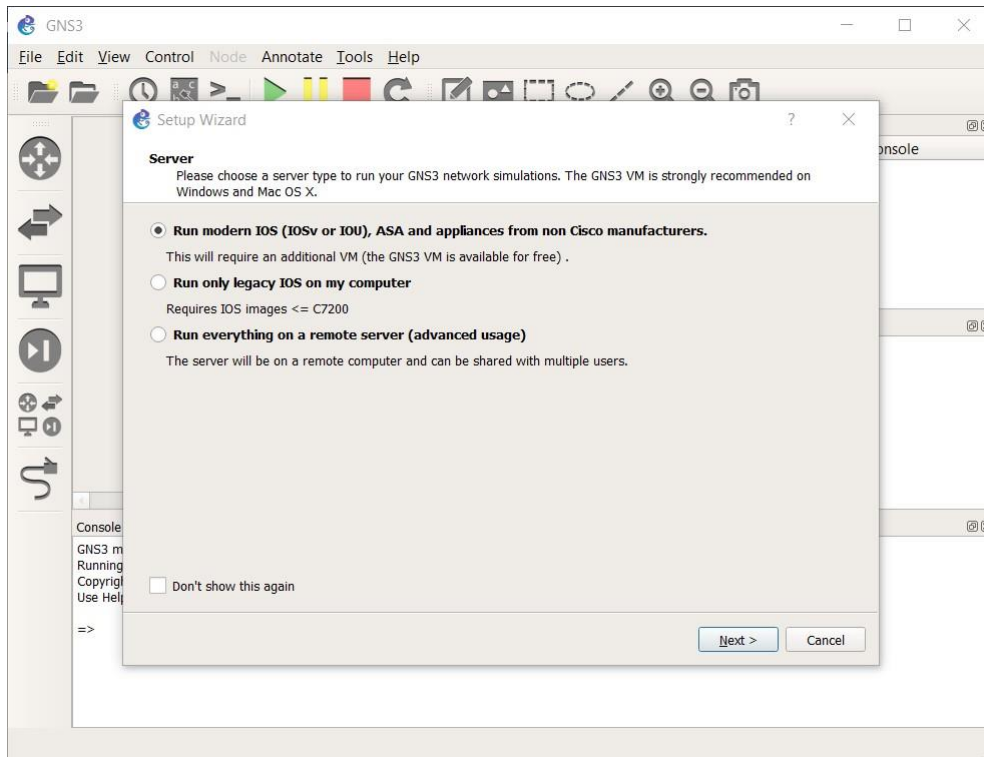 GNS3
File Edit View Control Node Annotate Tools Help
Setup Wizard
Server
Please choose a server type to run your GNS3 network simulations. The GNS3 VM is strongly recommended on
Windows and Mac OS X.
Run modern IOS (IOSv or IOU), ASA and appliances from non Cisco manufacturers.
This will require an additional VM (the GNS3 VM is available for free) .
Run only legacy IOS on my computer
Requires IOS images <= C7200
Run everything on a remote server (advanced usage)
The server will be on a remote computer and can be shared with multiple users.
Don't show this again
Next >
Cancel
onsole
Console
GNS3 m
Running
Copyrigh
Use Help
=>